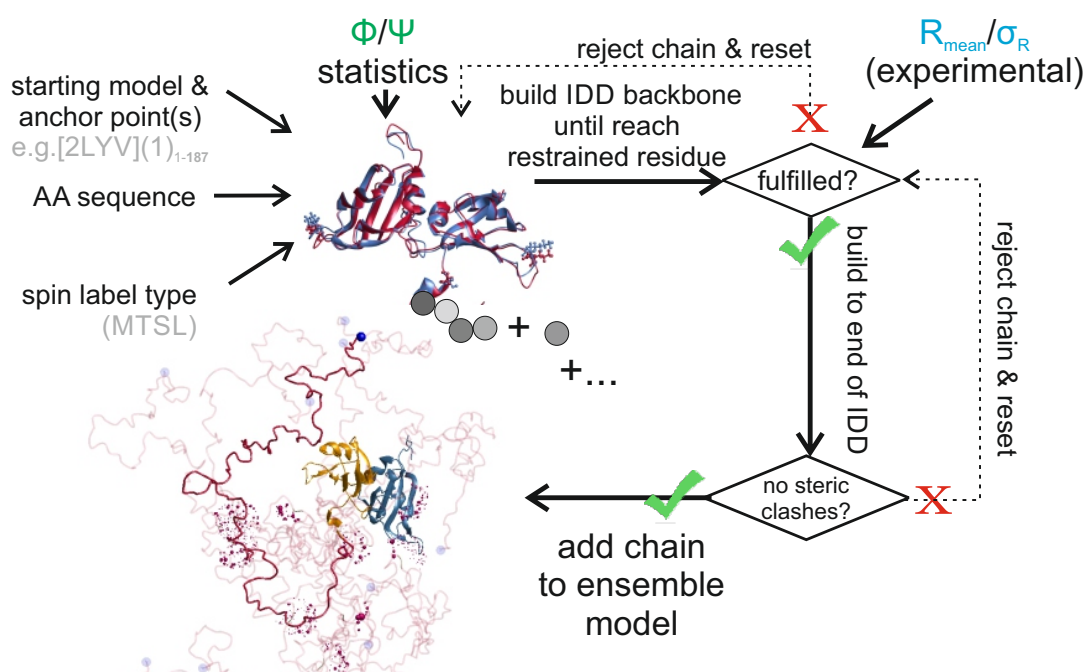 Φ/Ψ
statistics
reject chain & reset
R_mean/σ_R
(experimental)
starting model &
anchor point(s)
e.g.[2LYV](1)_1-187
AA sequence
spin label type
(MTSL)
build IDD backbone
until reach
restrained residue
X
fulfilled?
+
+...
build to end of IDD
reject chain & reset
no steric
clashes?
X
add chain
to ensemble
model